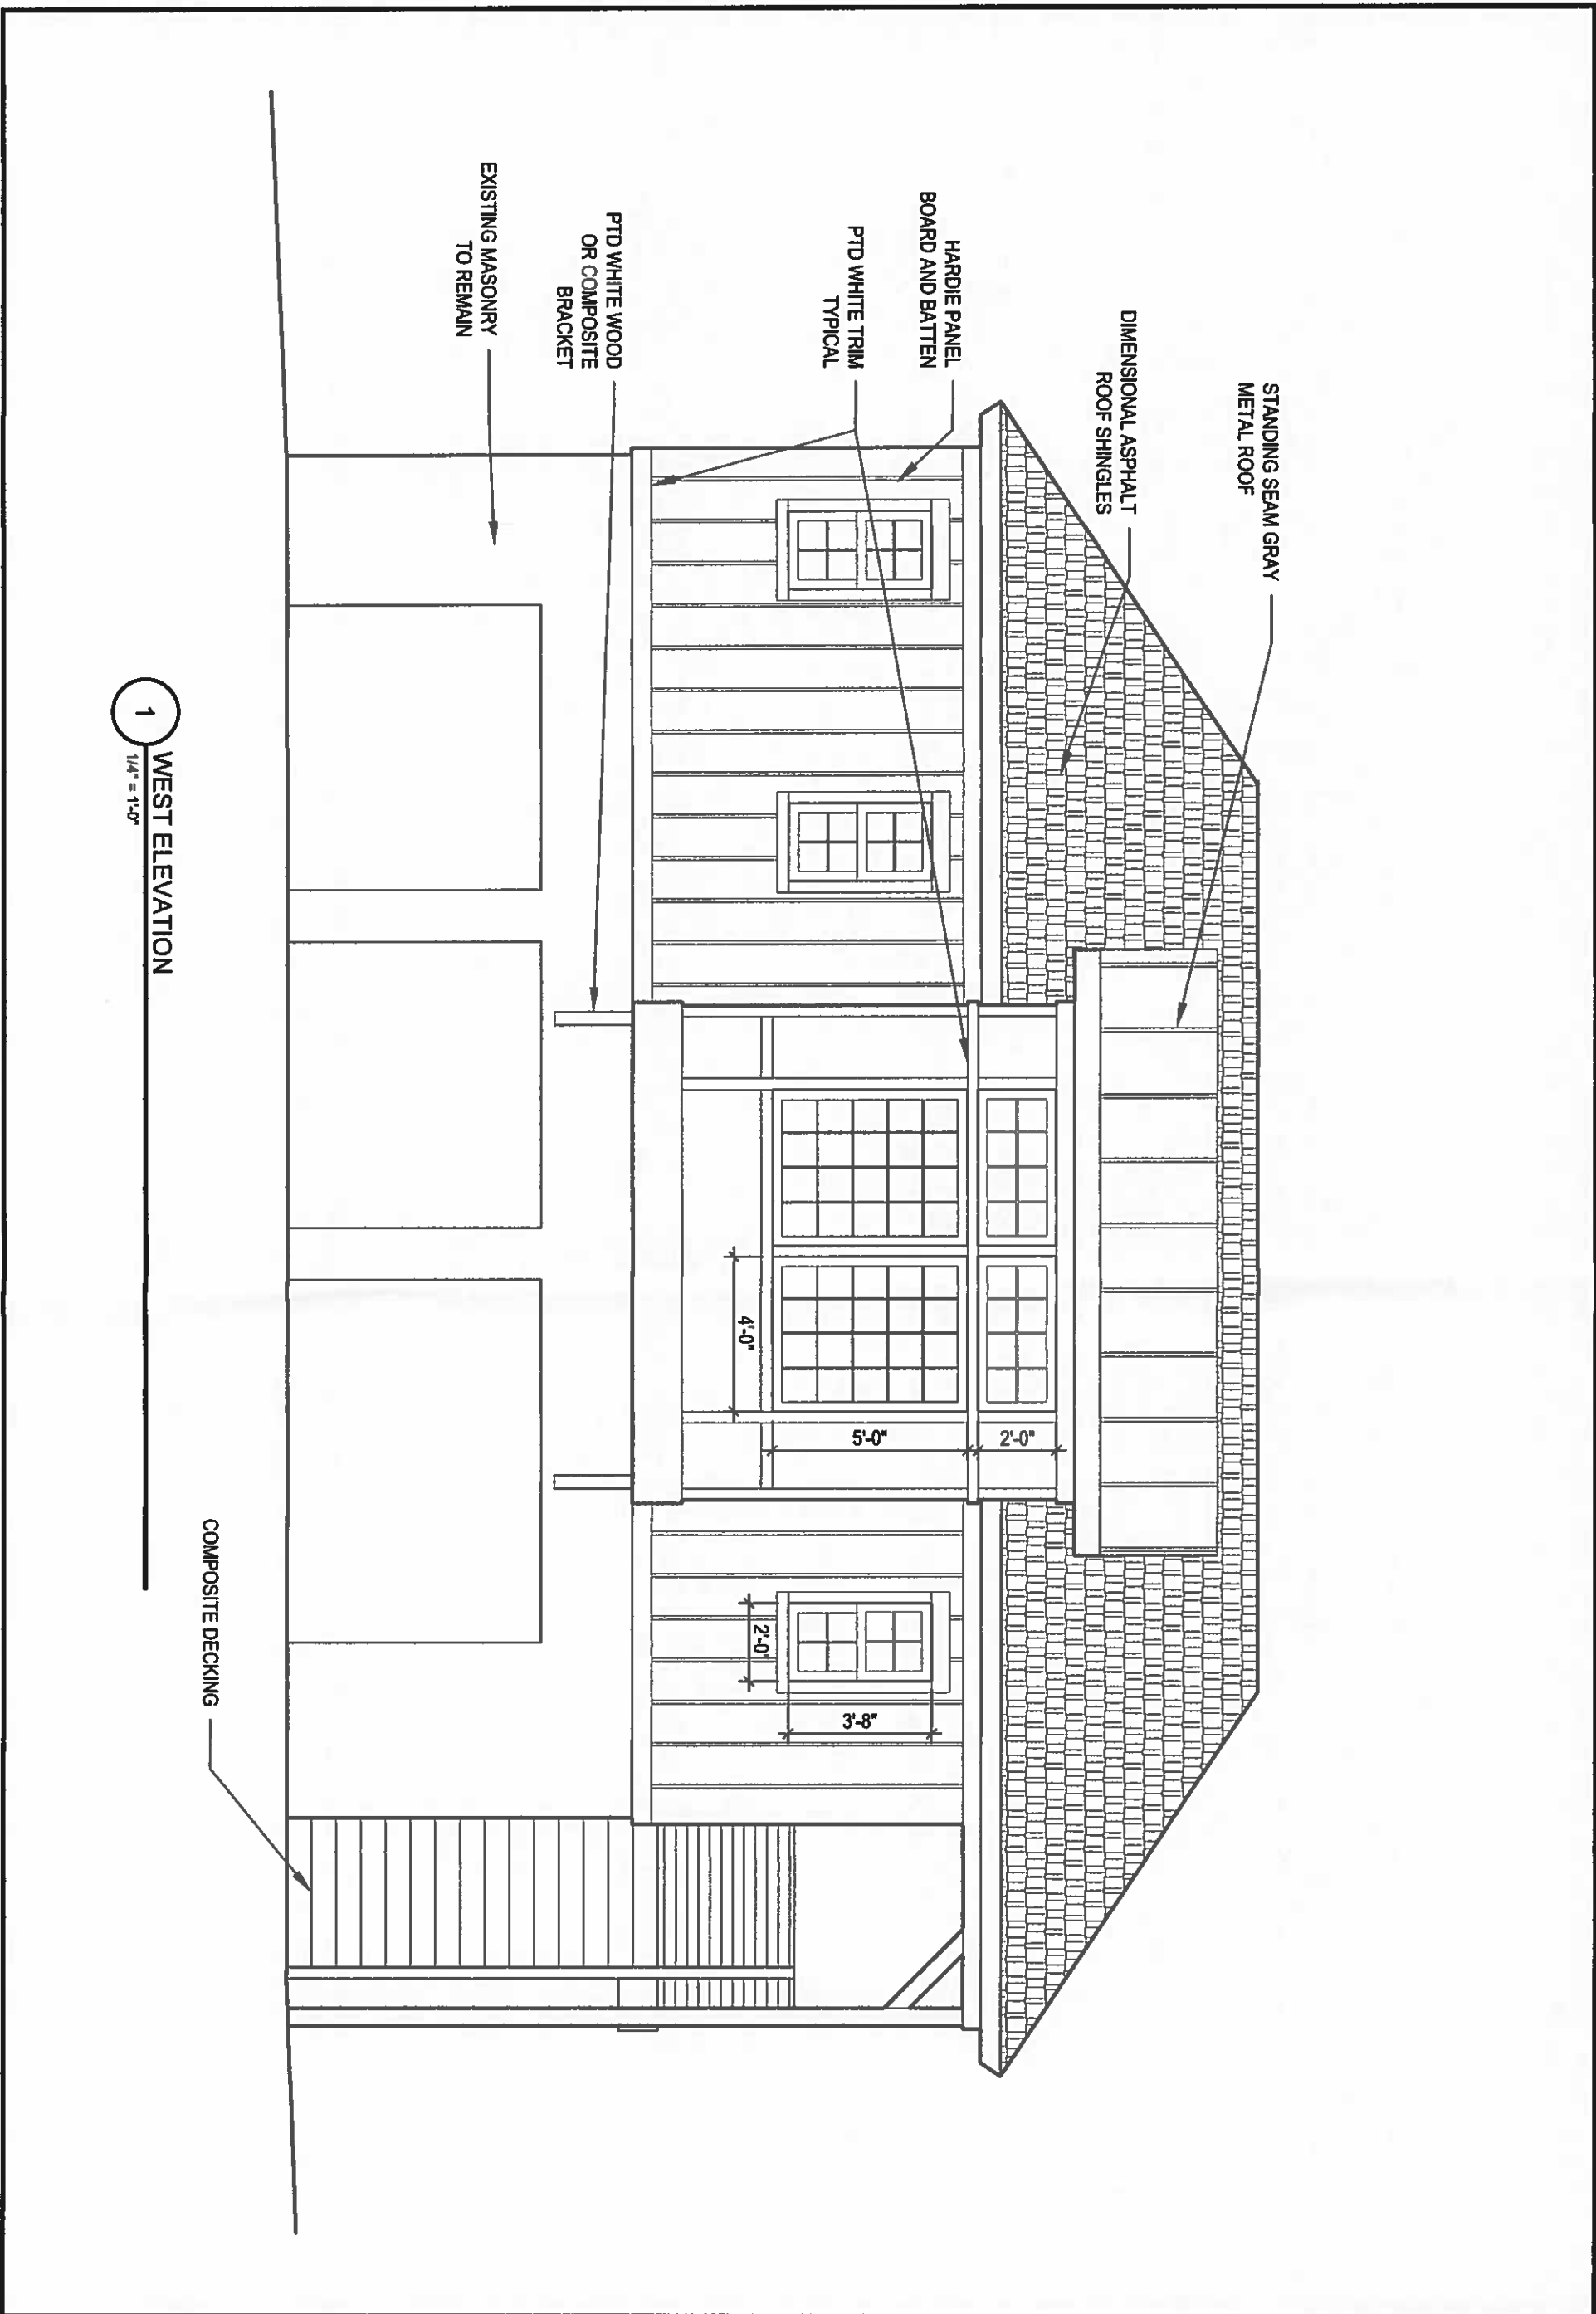 STANDING SEAM GRAY
METAL ROOF
DIMENSIONAL ASPHALT
ROOF SHINGLES
HARDIE PANEL
BOARD AND BATTEN
PTD WHITE TRIM
TYPICAL
PTD WHITE WOOD
OR COMPOSITE
BRACKET
EXISTING MASONRY
TO REMAIN
2'-0"
5'-0"
4'-0"
2'-0"
3'-8"
COMPOSITE DECKING
1
WEST ELEVATION
1/4" = 1'-0"